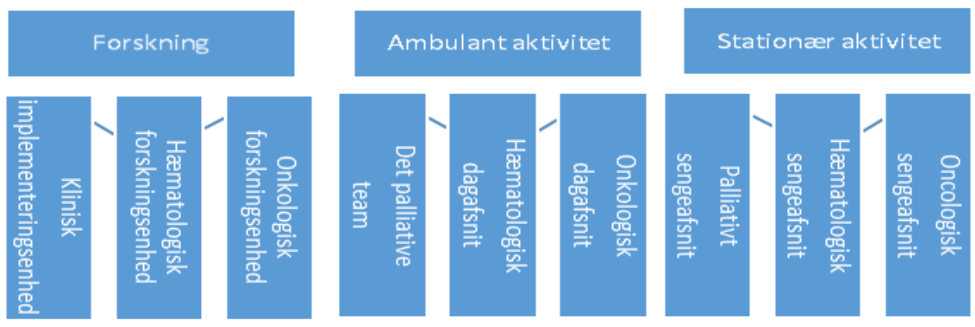 Forskning
Ambulant aktivitet
Stationær aktivitet
Klinisk
implementeringsenhed
Hæmatologisk
forskningsenhed
Onkologisk
forskningsenhed
Det palliative
team
Hæmatologisk
dagafsnit
Onkologisk
dagafsnit
Palliativt
sengeafsnit
Hæmatologisk
sengeafsnit
Oncologisk
sengeafsnit